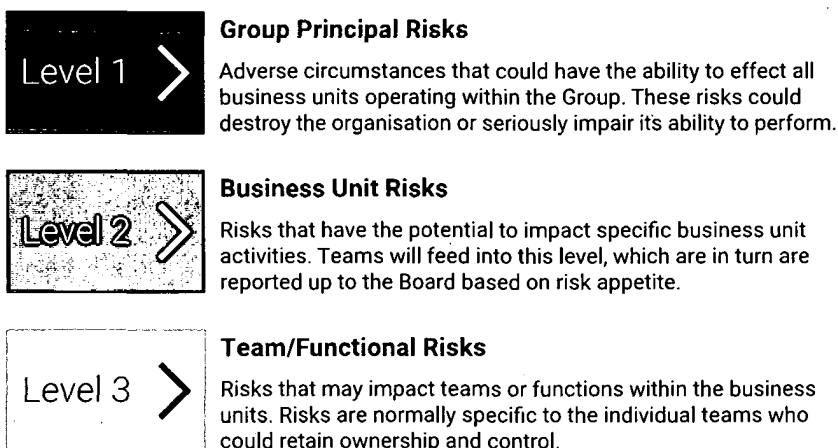 Group Principal Risks
Level 1
Adverse circumstances that could have the ability to effect all
business units operating within the Group. These risks could
destroy the organisation or seriously impair it's ability to perform.
Business Unit Risks
Level 2
Risks that have the potential to impact specific business unit
activities. Teams will feed into this level, which are in turn are
reported up to the Board based on risk appetite.
Team/Functional Risks
Level 3
Risks that may impact teams or functions within the business
units. Risks are normally specific to the individual teams who
could retain ownership and control.